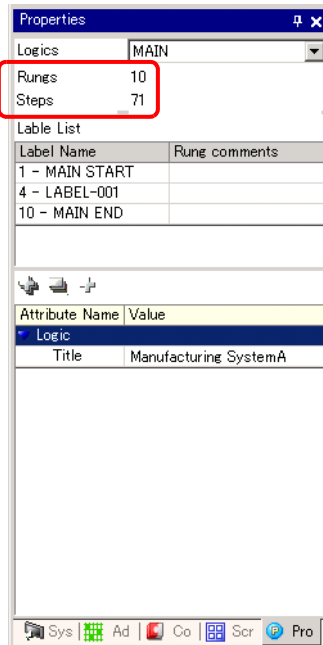 Properties
Logics MAIN
Rungs 10
Steps 71
Lable List
Label Name Rung comments
1 - MAIN START
4 - LABEL-001
10 - MAIN END
Attribute Name Value
Logic
Title Manufacturing SystemA
Sys Ad Co Scr Pro